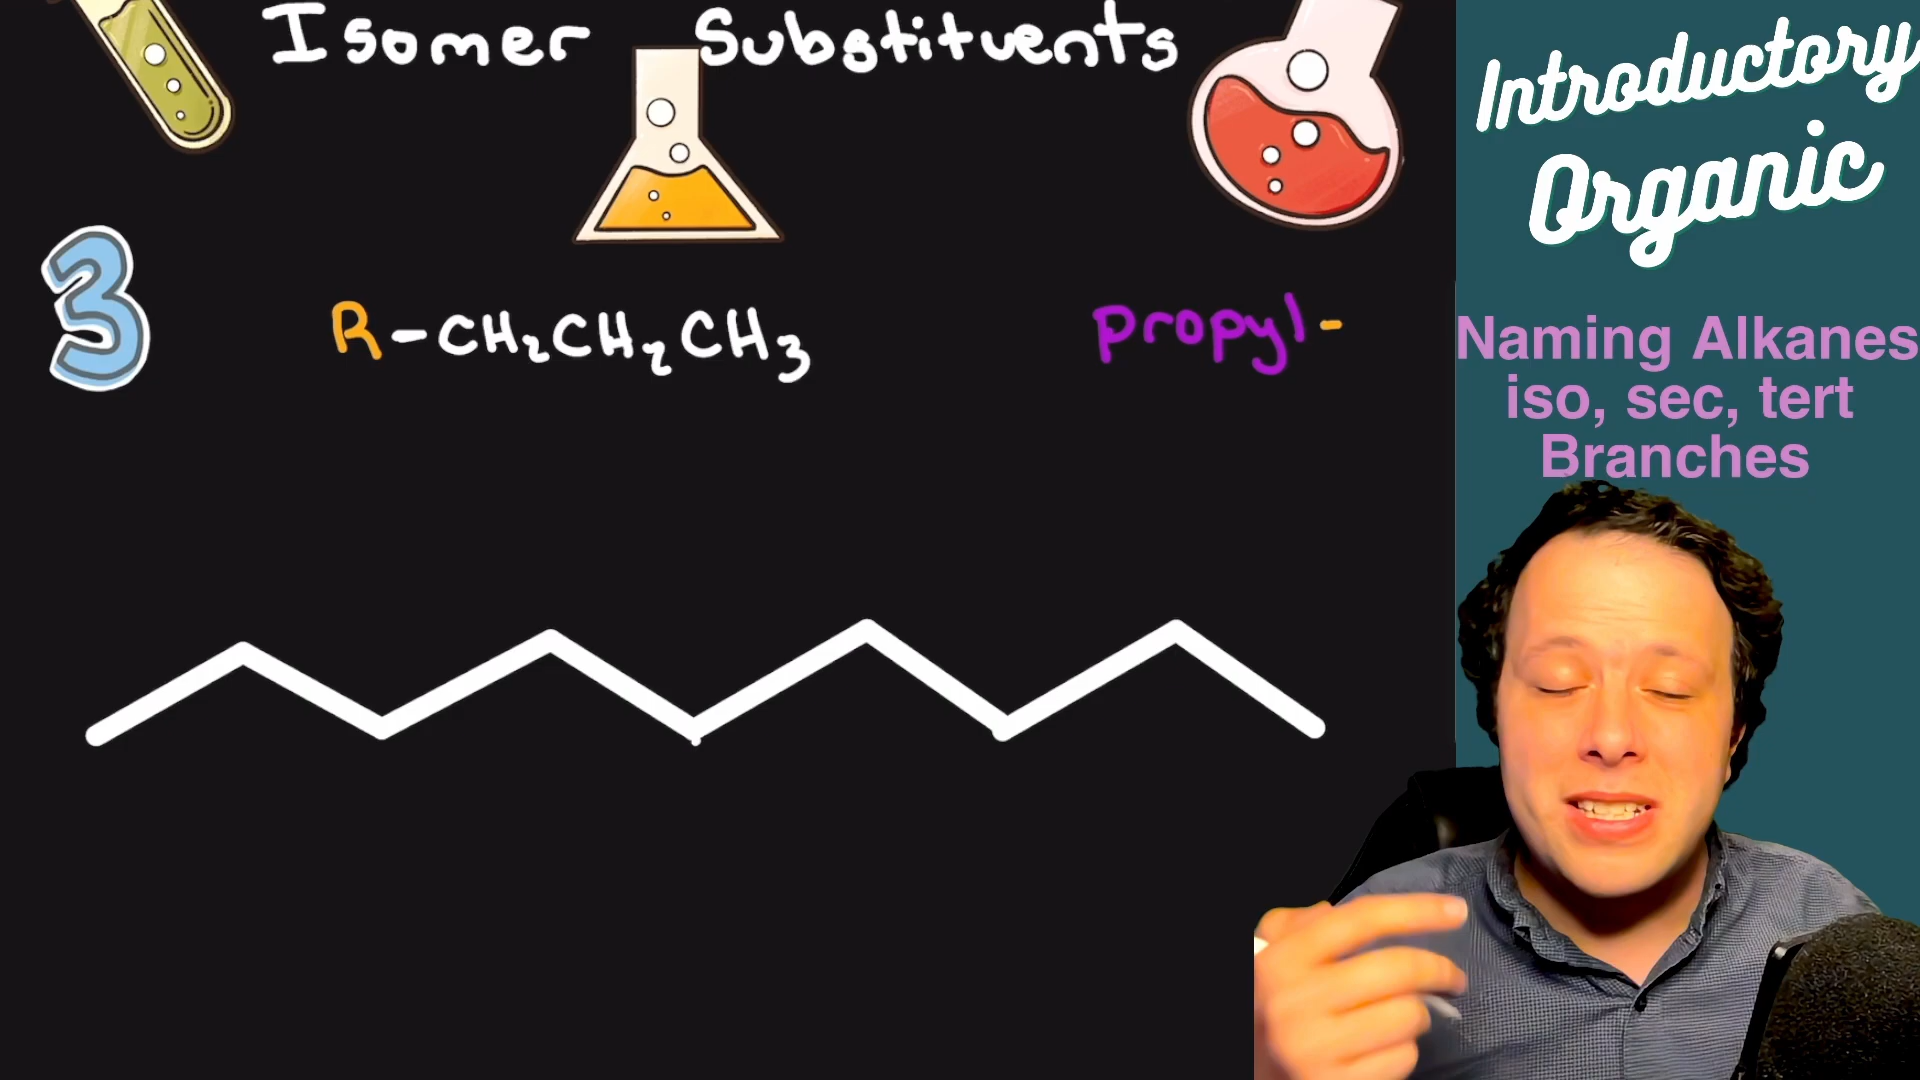 Isomer Substituents
3
R-CH₂CH₂CH₃
propyl-
Introductory
Organic
Naming Alkanes
iso, sec, tert
Branches